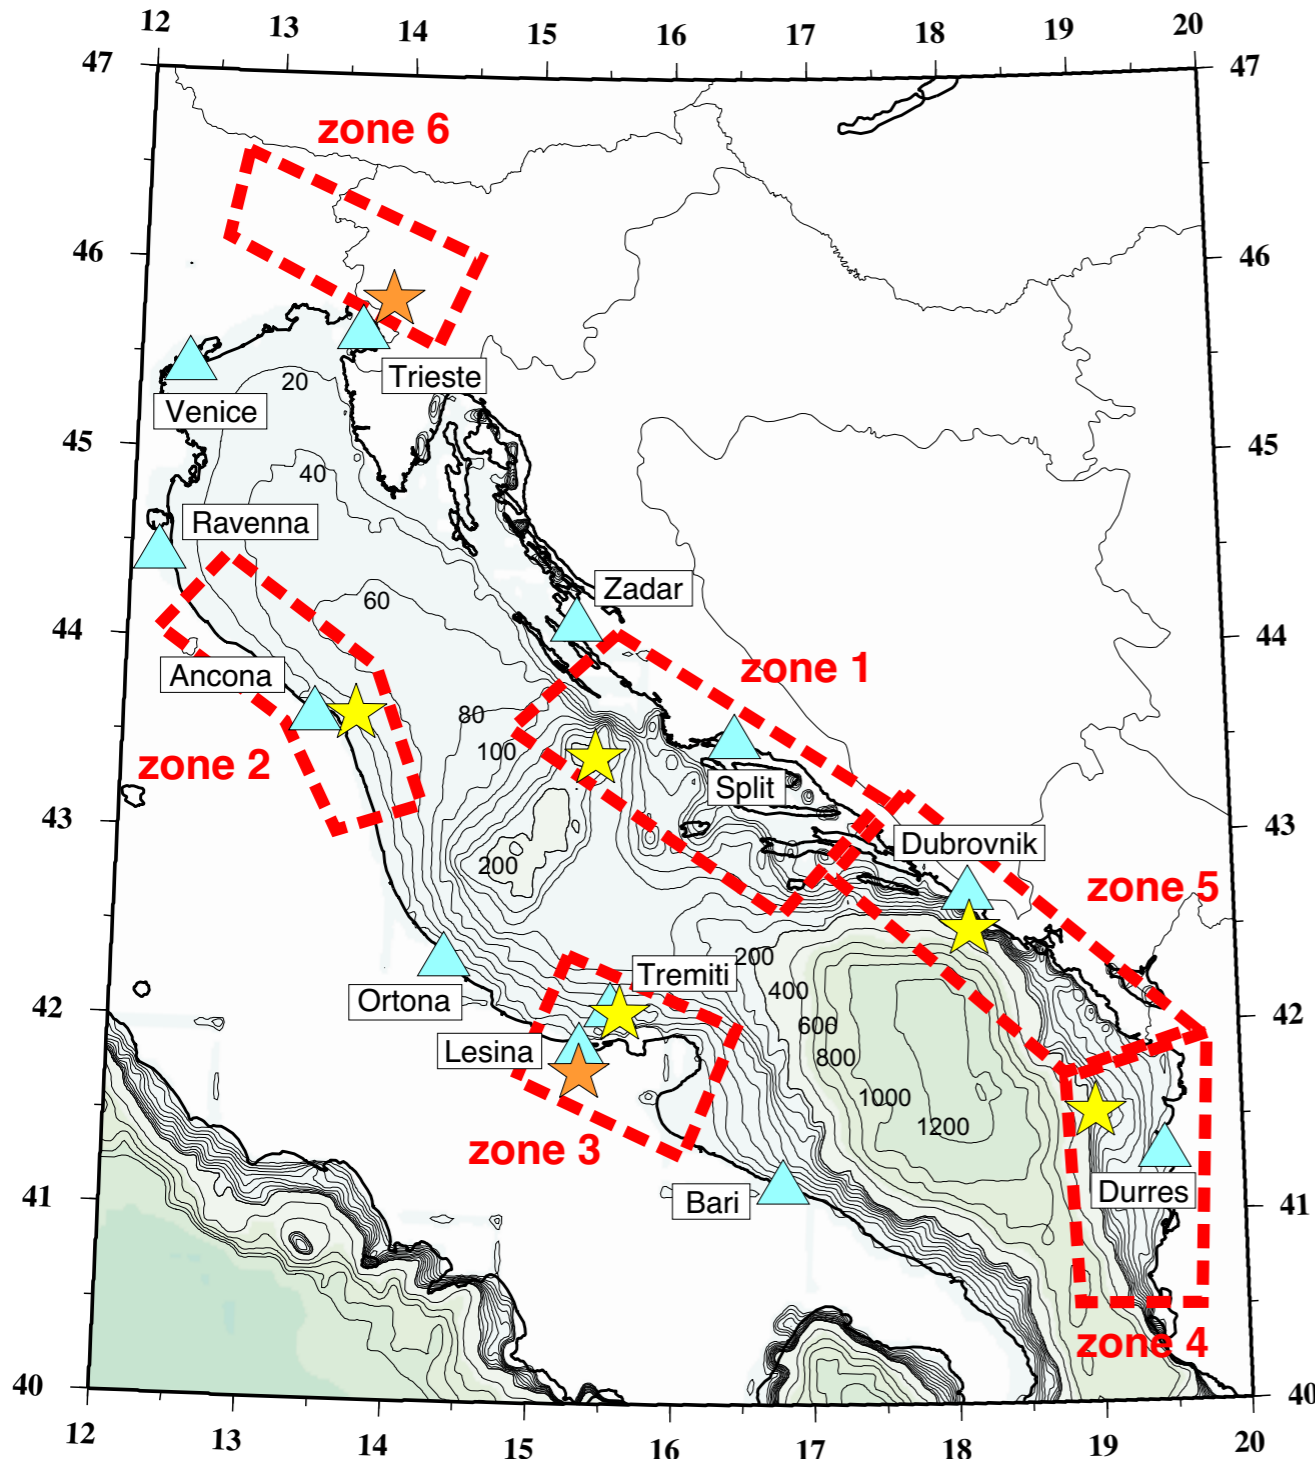 12 13 14 15 16 17 18 19 20
47 47
zone 6
46 46
Trieste
20
Venice
45 45
40
Ravenna
Zadar
60
44 44
zone 1
Ancona
80
100
zone 2
Split
43 43
Dubrovnik
200
zone 5
200
Tremiti
400
Ortona
42 42
600
Lesina
800
1000
1200
zone 3
Durres
41 41
Bari
zone 4
40 40
12 13 14 15 16 17 18 19 20